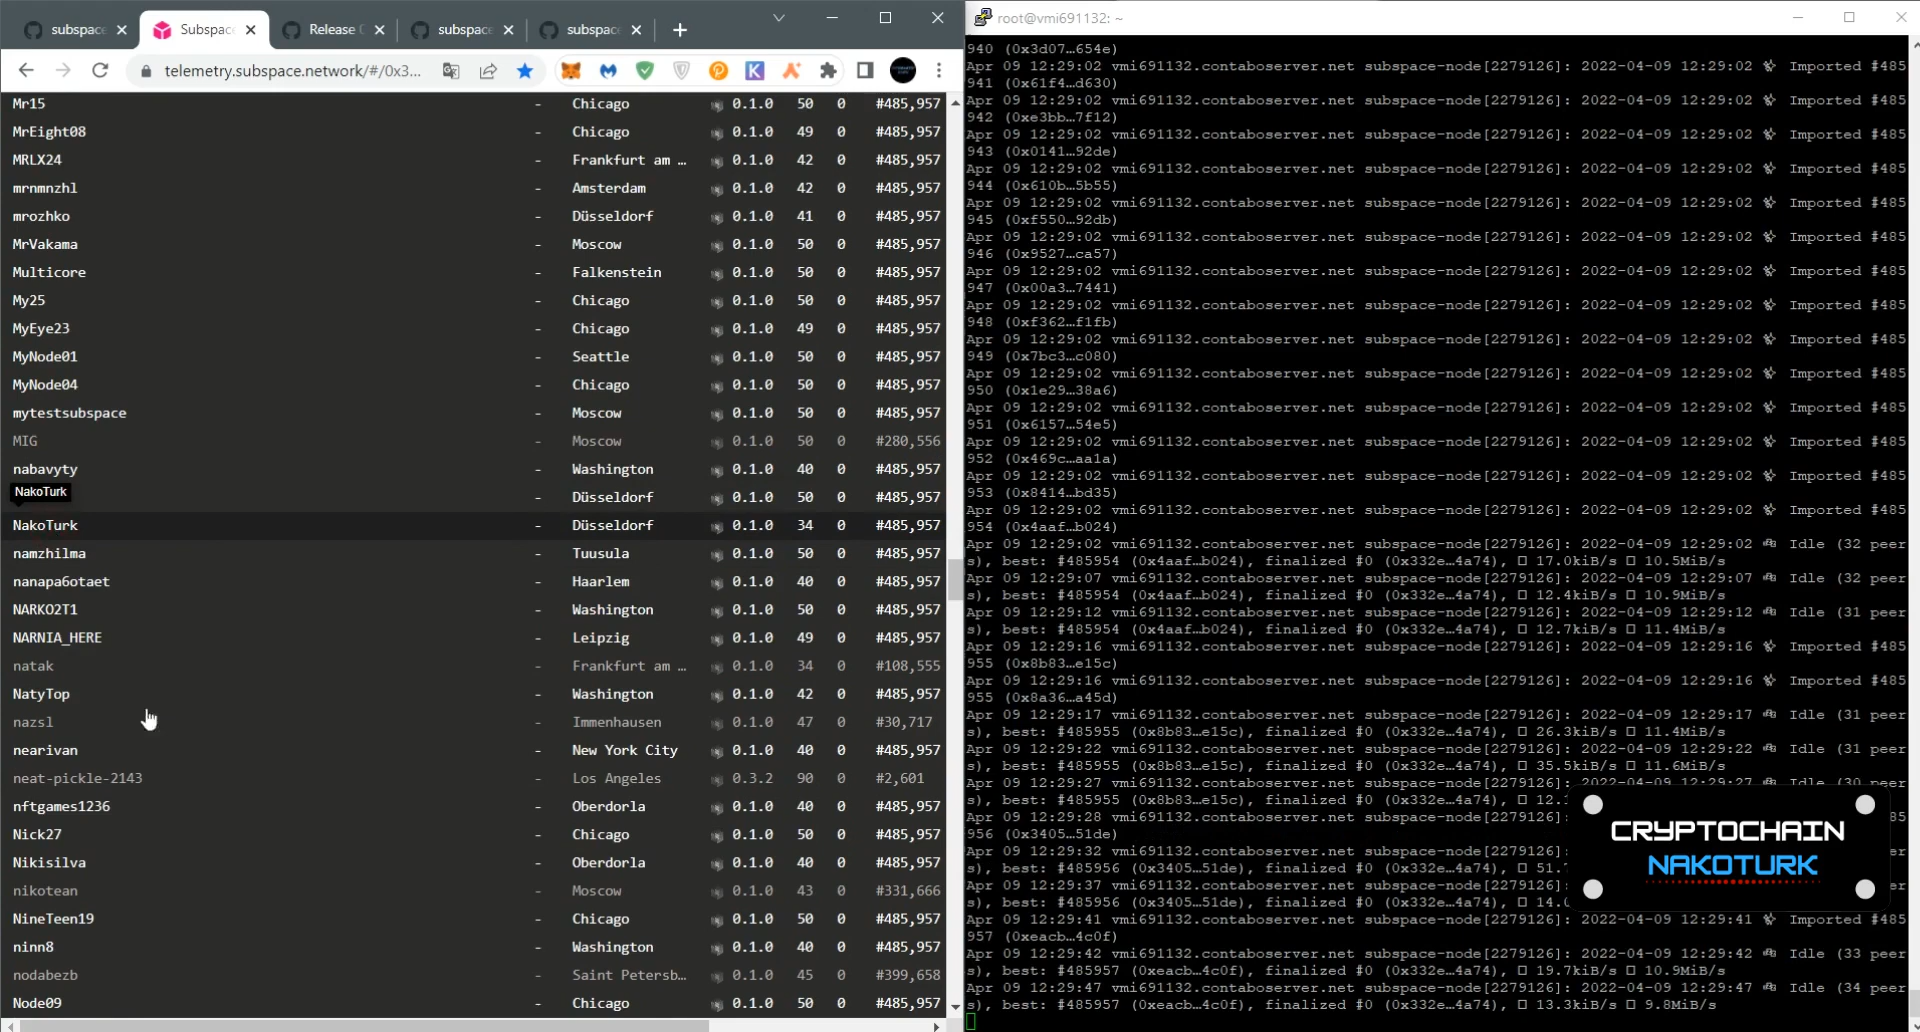 subspace
Subspac
Release
subspac
subspac
root@vmi691132: ~
telemetry.subspace.network/#/0x3...
Mr15 - Chicago 0.1.0 50 0 #485,957
MrEight08 - Chicago 0.1.0 49 0 #485,957
MRLX24 - Frankfurt am … 0.1.0 42 0 #485,957
mrnmnzhl - Amsterdam 0.1.0 42 0 #485,957
mrozhko - Düsseldorf 0.1.0 41 0 #485,957
MrVakama - Moscow 0.1.0 50 0 #485,957
Multicore - Falkenstein 0.1.0 50 0 #485,957
My25 - Chicago 0.1.0 50 0 #485,957
MyEye23 - Chicago 0.1.0 49 0 #485,957
MyNode01 - Seattle 0.1.0 50 0 #485,957
MyNode04 - Chicago 0.1.0 50 0 #485,957
mytestsubspace - Moscow 0.1.0 50 0 #485,957
MIG - Moscow 0.1.0 50 0 #280,556
nabavyty - Washington 0.1.0 40 0 #485,957
NakoTurk
- Düsseldorf 0.1.0 50 0 #485,957
NakoTurk - Düsseldorf 0.1.0 34 0 #485,957
namzhilma - Tuusula 0.1.0 50 0 #485,957
nanapa6otaet - Haarlem 0.1.0 40 0 #485,957
NARKO2T1 - Washington 0.1.0 50 0 #485,957
NARNIA_HERE - Leipzig 0.1.0 49 0 #485,957
natak - Frankfurt am … 0.1.0 34 0 #108,555
NatyTop - Washington 0.1.0 42 0 #485,957
nazsl - Immenhausen 0.1.0 47 0 #30,717
nearivan - New York City 0.1.0 40 0 #485,957
neat-pickle-2143 - Los Angeles 0.3.2 90 0 #2,601
nftgames1236 - Oberdorla 0.1.0 40 0 #485,957
Nick27 - Chicago 0.1.0 50 0 #485,957
Nikisilva - Oberdorla 0.1.0 40 0 #485,957
nikotean - Moscow 0.1.0 43 0 #331,666
NineTeen19 - Chicago 0.1.0 50 0 #485,957
ninn8 - Washington 0.1.0 40 0 #485,957
nodabezb - Saint Petersb… 0.1.0 45 0 #399,658
Node09 - Chicago 0.1.0 50 0 #485,957
940 (0x3d07…654e)
Apr 09 12:29:02 vmi691132.contaboserver.net subspace-node[2279126]: 2022-04-09 12:29:02 Imported #485
941 (0x61f4…d630)
Apr 09 12:29:02 vmi691132.contaboserver.net subspace-node[2279126]: 2022-04-09 12:29:02 Imported #485
942 (0xe3bb…7f12)
Apr 09 12:29:02 vmi691132.contaboserver.net subspace-node[2279126]: 2022-04-09 12:29:02 Imported #485
943 (0x0141…92de)
Apr 09 12:29:02 vmi691132.contaboserver.net subspace-node[2279126]: 2022-04-09 12:29:02 Imported #485
944 (0x610b…5b55)
Apr 09 12:29:02 vmi691132.contaboserver.net subspace-node[2279126]: 2022-04-09 12:29:02 Imported #485
945 (0xf550…92db)
Apr 09 12:29:02 vmi691132.contaboserver.net subspace-node[2279126]: 2022-04-09 12:29:02 Imported #485
946 (0x9527…ca57)
Apr 09 12:29:02 vmi691132.contaboserver.net subspace-node[2279126]: 2022-04-09 12:29:02 Imported #485
947 (0x00a3…7441)
Apr 09 12:29:02 vmi691132.contaboserver.net subspace-node[2279126]: 2022-04-09 12:29:02 Imported #485
948 (0xf362…f1fb)
Apr 09 12:29:02 vmi691132.contaboserver.net subspace-node[2279126]: 2022-04-09 12:29:02 Imported #485
949 (0x7bc3…c080)
Apr 09 12:29:02 vmi691132.contaboserver.net subspace-node[2279126]: 2022-04-09 12:29:02 Imported #485
950 (0x1e29…38a6)
Apr 09 12:29:02 vmi691132.contaboserver.net subspace-node[2279126]: 2022-04-09 12:29:02 Imported #485
951 (0x6157…54e5)
Apr 09 12:29:02 vmi691132.contaboserver.net subspace-node[2279126]: 2022-04-09 12:29:02 Imported #485
952 (0x469c…aa1a)
Apr 09 12:29:02 vmi691132.contaboserver.net subspace-node[2279126]: 2022-04-09 12:29:02 Imported #485
953 (0x8414…bd35)
Apr 09 12:29:02 vmi691132.contaboserver.net subspace-node[2279126]: 2022-04-09 12:29:02 Imported #485
954 (0x4aaf…b024)
Apr 09 12:29:02 vmi691132.contaboserver.net subspace-node[2279126]: 2022-04-09 12:29:02 Idle (32 peer
s), best: #485954 (0x4aaf…b024), finalized #0 (0x332e…4a74), 17.0kiB/s 10.5MiB/s
Apr 09 12:29:07 vmi691132.contaboserver.net subspace-node[2279126]: 2022-04-09 12:29:07 Idle (32 peer
s), best: #485954 (0x4aaf…b024), finalized #0 (0x332e…4a74), 12.4kiB/s 10.9MiB/s
Apr 09 12:29:12 vmi691132.contaboserver.net subspace-node[2279126]: 2022-04-09 12:29:12 Idle (31 peer
s), best: #485954 (0x4aaf…b024), finalized #0 (0x332e…4a74), 12.7kiB/s 11.4MiB/s
Apr 09 12:29:16 vmi691132.contaboserver.net subspace-node[2279126]: 2022-04-09 12:29:16 Imported #485
955 (0x8b83…e15c)
Apr 09 12:29:16 vmi691132.contaboserver.net subspace-node[2279126]: 2022-04-09 12:29:16 Imported #485
955 (0x8a36…a45d)
Apr 09 12:29:17 vmi691132.contaboserver.net subspace-node[2279126]: 2022-04-09 12:29:17 Idle (31 peer
s), best: #485955 (0x8b83…e15c), finalized #0 (0x332e…4a74), 26.3kiB/s 11.4MiB/s
Apr 09 12:29:22 vmi691132.contaboserver.net subspace-node[2279126]: 2022-04-09 12:29:22 Idle (31 peer
s), best: #485955 (0x8b83…e15c), finalized #0 (0x332e…4a74), 35.5kiB/s 11.6MiB/s
Apr 09 12:29:27 vmi691132.contaboserver.net subspace-node[2279126]: 2022-04-09 12:29:27 Idle (30 peer
s), best: #485955 (0x8b83…e15c), finalized #0 (0x332e…4a74), 12.1
Apr 09 12:29:28 vmi691132.contaboserver.net subspace-node[2279126]:
956 (0x3405…51de)
Apr 09 12:29:32 vmi691132.contaboserver.net subspace-node[2279126]:
s), best: #485956 (0x3405…51de), finalized #0 (0x332e…4a74), 51.7
Apr 09 12:29:37 vmi691132.contaboserver.net subspace-node[2279126]:
s), best: #485956 (0x3405…51de), finalized #0 (0x332e…4a74), 14.0
Apr 09 12:29:41 vmi691132.contaboserver.net subspace-node[2279126]: 2022-04-09 12:29:41 Imported #485
957 (0xeacb…4c0f)
Apr 09 12:29:42 vmi691132.contaboserver.net subspace-node[2279126]: 2022-04-09 12:29:42 Idle (33 peer
s), best: #485957 (0xeacb…4c0f), finalized #0 (0x332e…4a74), 19.7kiB/s 10.9MiB/s
Apr 09 12:29:47 vmi691132.contaboserver.net subspace-node[2279126]: 2022-04-09 12:29:47 Idle (34 peer
s), best: #485957 (0xeacb…4c0f), finalized #0 (0x332e…4a74), 13.3kiB/s 9.8MiB/s
CRYPTOCHAIN
NAKOTURK